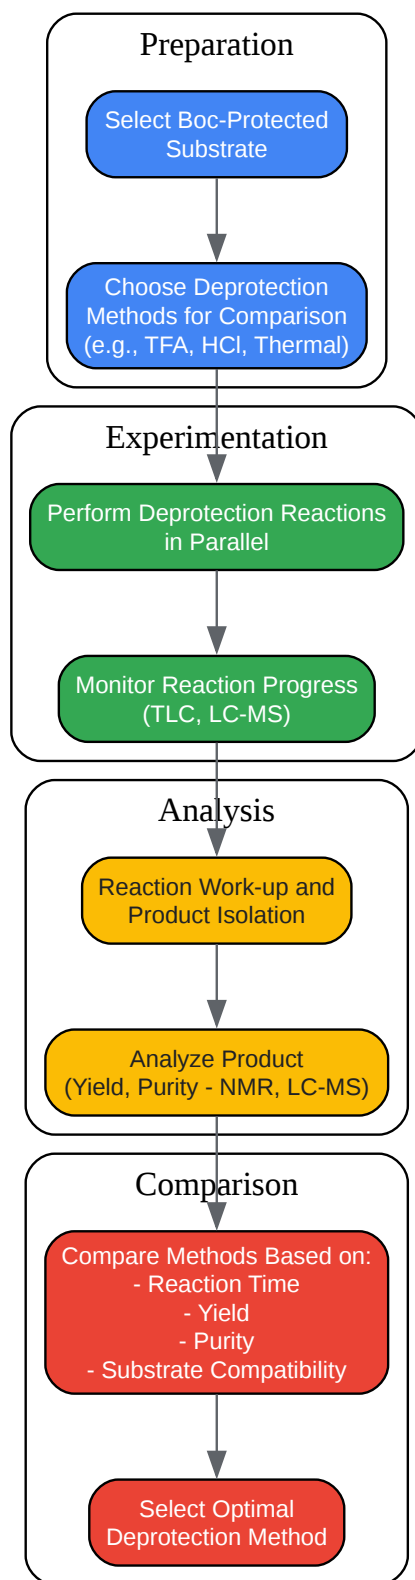 Preparation
Select Boc-Protected
Substrate
Choose Deprotection
Methods for Comparison
(e.g., TFA, HCl, Thermal)
Experimentation
Perform Deprotection Reactions
in Parallel
Monitor Reaction Progress
(TLC, LC-MS)
Analysis
Reaction Work-up and
Product Isolation
Analyze Product
(Yield, Purity - NMR, LC-MS)
Comparison
Compare Methods Based on:
- Reaction Time
- Yield
- Purity
- Substrate Compatibility
Select Optimal
Deprotection Method